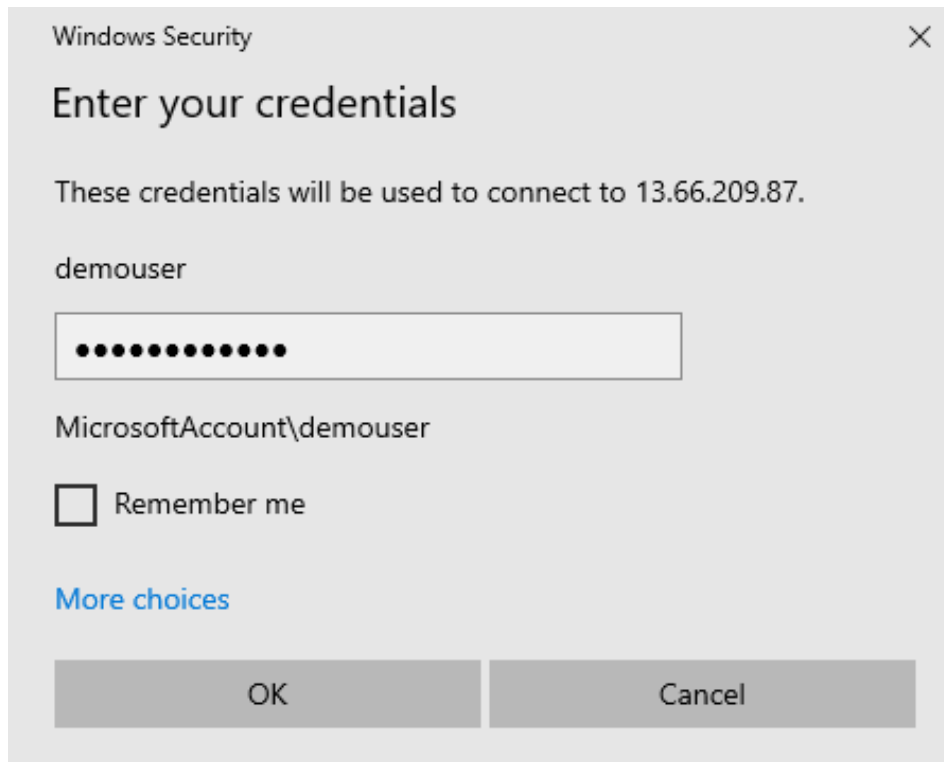 Windows Security
Enter your credentials
These credentials will be used to connect to 13.66.209.87.
demouser
••••••••••••
MicrosoftAccount\demouser
Remember me
More choices
OK Cancel